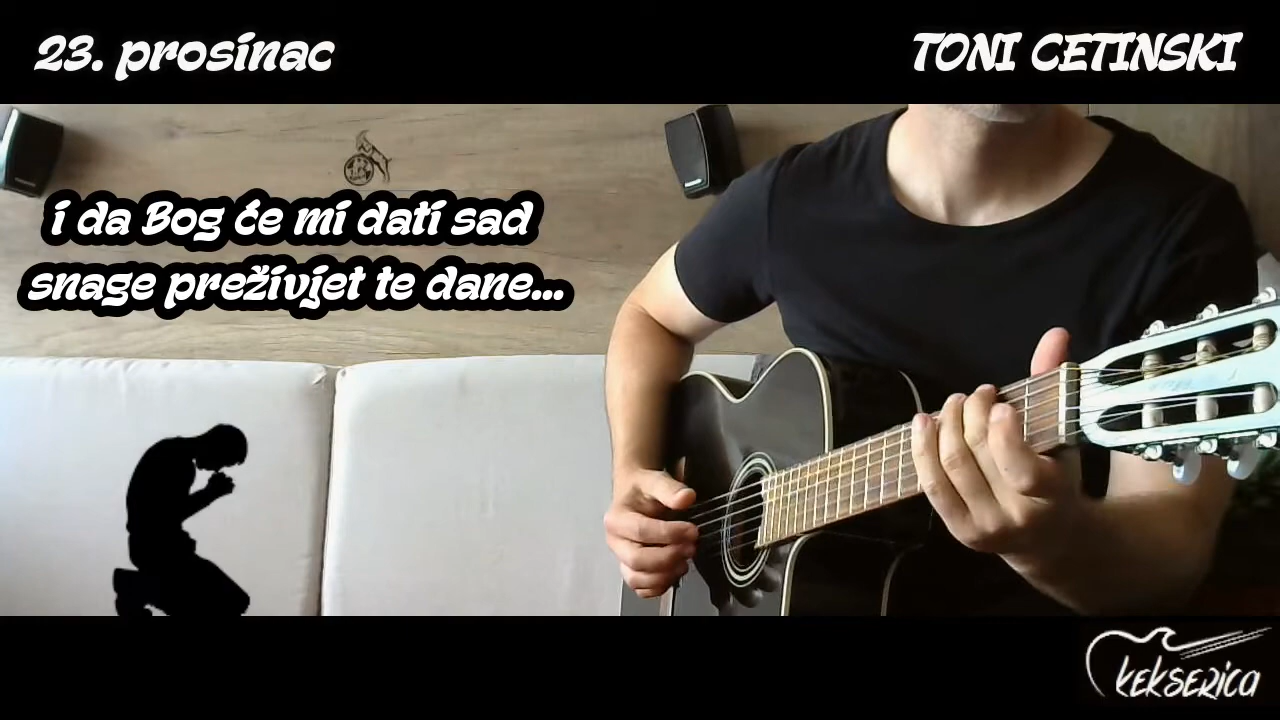 23. prosinac
TONI CETINSKI
i da Bog će mi dati sad
snage preživjet te dane...
KEKSERICA